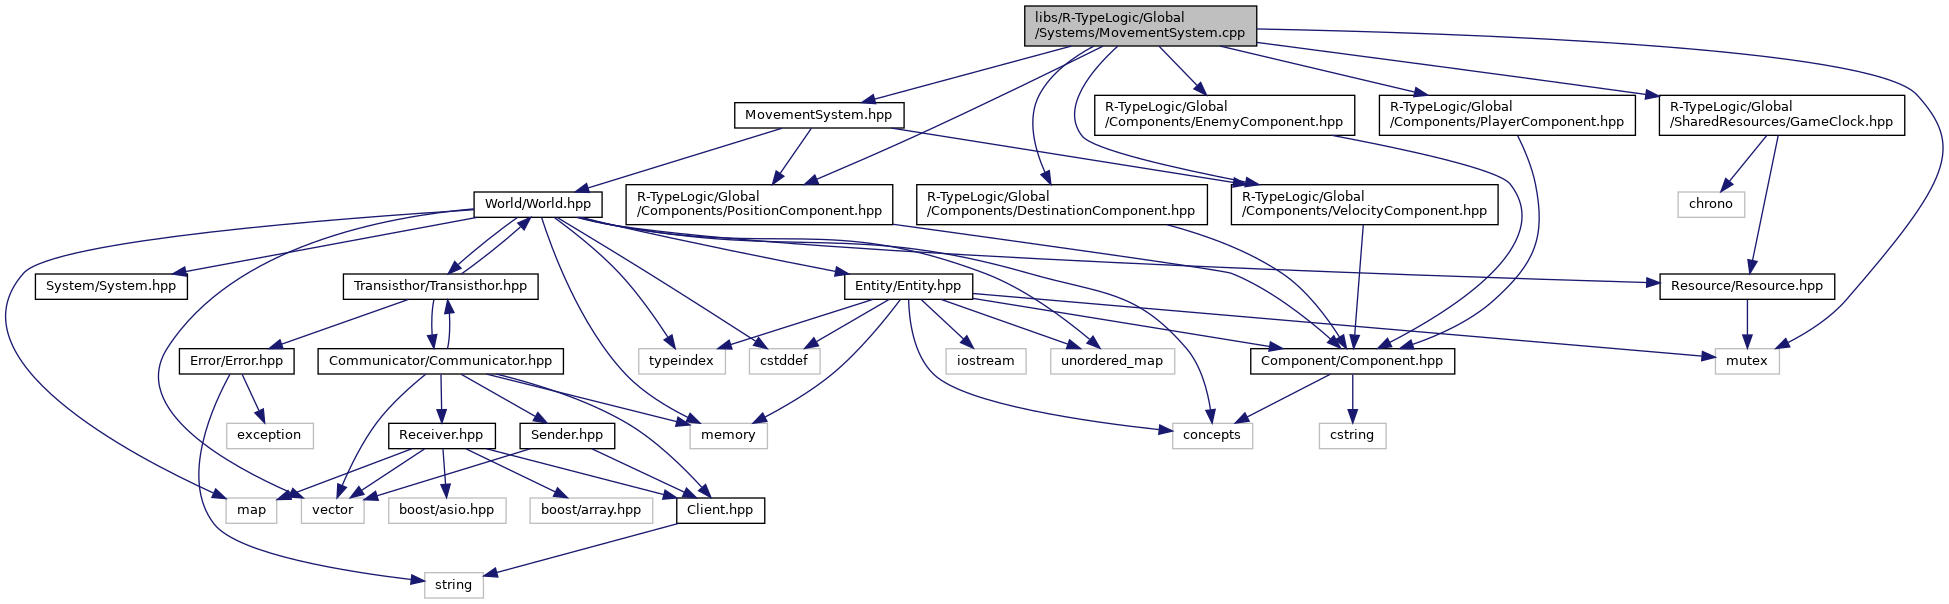 libs/R-TypeLogic/Global
/Systems/MovementSystem.cpp
MovementSystem.hpp
R-TypeLogic/Global
/Components/EnemyComponent.hpp
R-TypeLogic/Global
/Components/PlayerComponent.hpp
R-TypeLogic/Global
/SharedResources/GameClock.hpp
World/World.hpp
R-TypeLogic/Global
/Components/PositionComponent.hpp
R-TypeLogic/Global
/Components/DestinationComponent.hpp
R-TypeLogic/Global
/Components/VelocityComponent.hpp
chrono
System/System.hpp
Transisthor/Transisthor.hpp
Entity/Entity.hpp
Resource/Resource.hpp
Error/Error.hpp
Communicator/Communicator.hpp
typeindex
cstddef
iostream
unordered_map
Component/Component.hpp
mutex
exception
Receiver.hpp
Sender.hpp
memory
concepts
cstring
map
vector
boost/asio.hpp
boost/array.hpp
Client.hpp
string